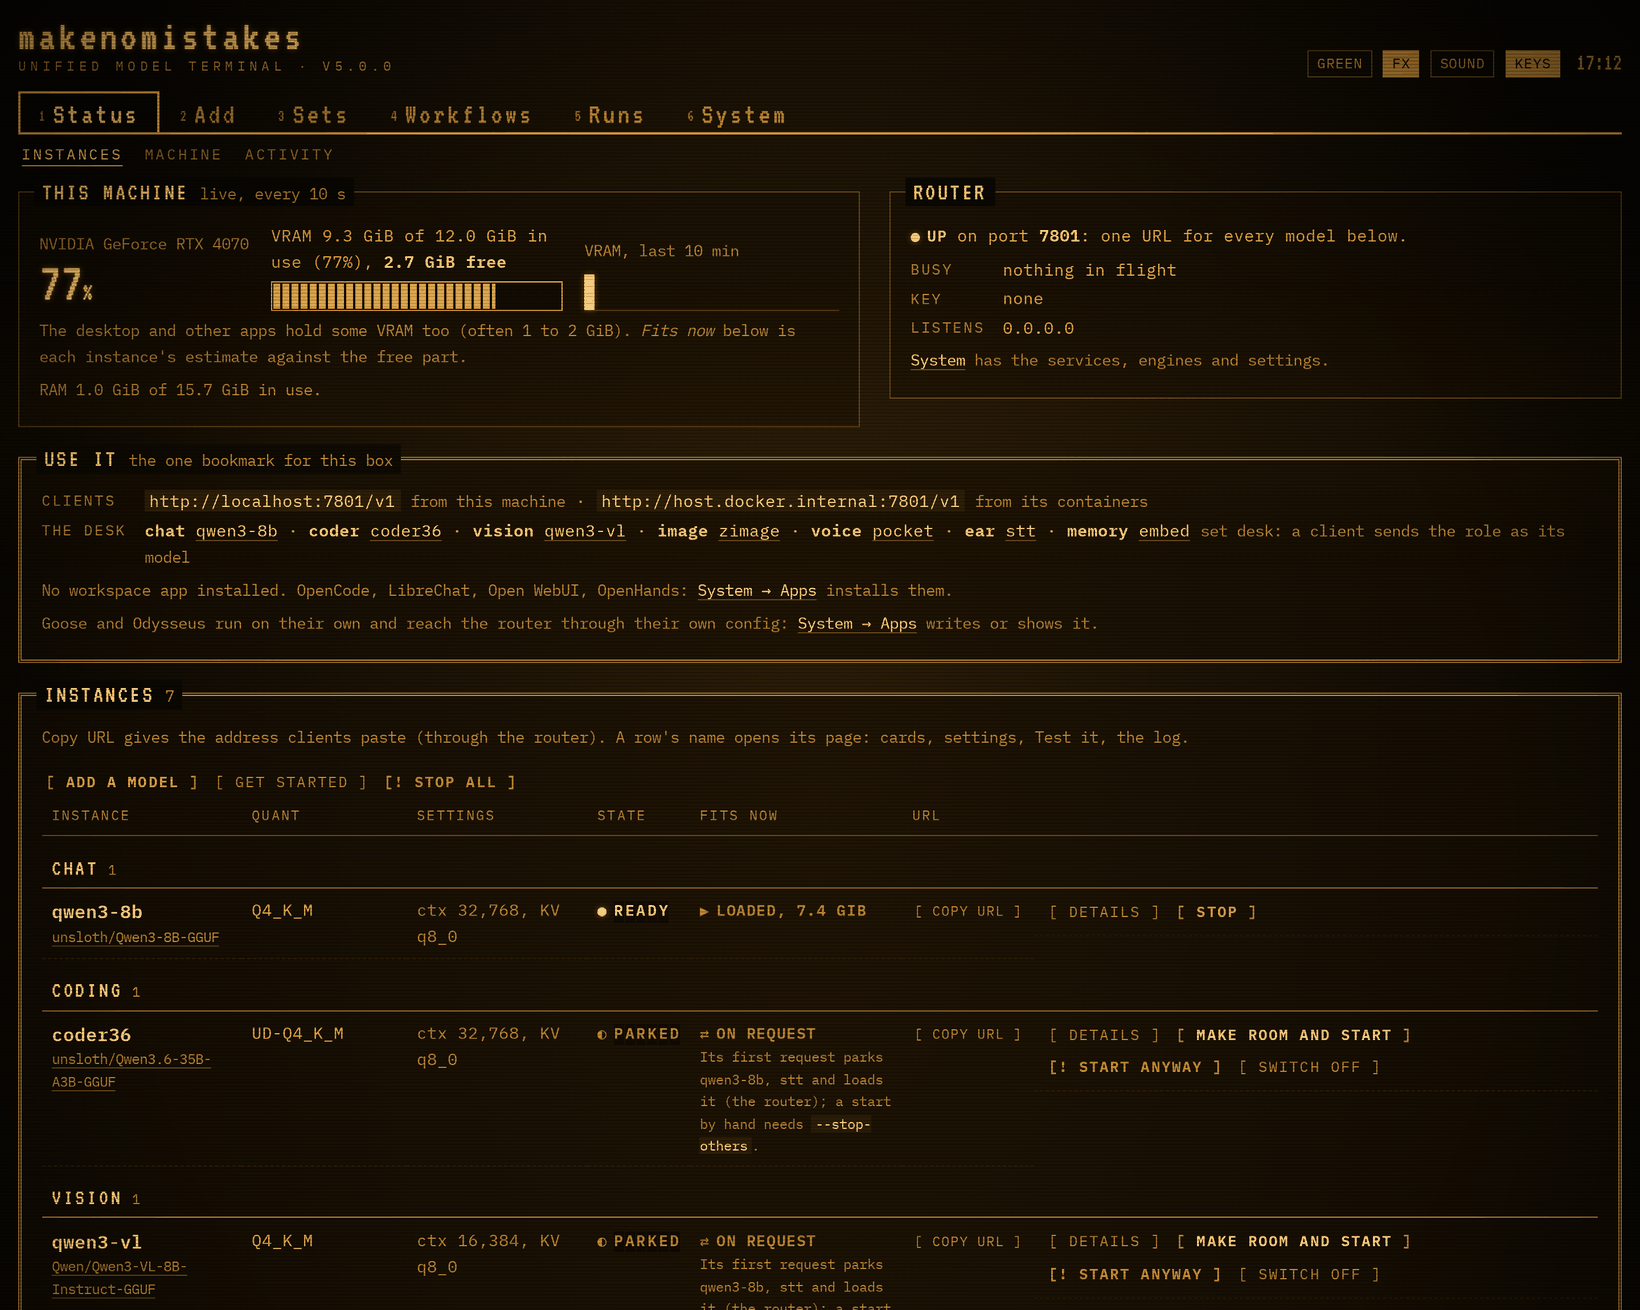 makenomistakes
UNIFIED MODEL TERMINAL · V5.0.0
GREEN FX SOUND KEYS 17:12
1 Status 2 Add 3 Sets 4 Workflows 5 Runs 6 System
INSTANCES MACHINE ACTIVITY
THIS MACHINE live, every 10 s
NVIDIA GeForce RTX 4070
77%
VRAM 9.3 GiB of 12.0 GiB in
use (77%), 2.7 GiB free
VRAM, last 10 min
The desktop and other apps hold some VRAM too (often 1 to 2 GiB). Fits now below is
each instance's estimate against the free part.
RAM 1.0 GiB of 15.7 GiB in use.
ROUTER
● UP on port 7801: one URL for every model below.
BUSY nothing in flight
KEY none
LISTENS 0.0.0.0
System has the services, engines and settings.
USE IT the one bookmark for this box
CLIENTS http://localhost:7801/v1 from this machine · http://host.docker.internal:7801/v1 from its containers
THE DESK chat qwen3-8b · coder coder36 · vision qwen3-vl · image zimage · voice pocket · ear stt · memory embed set desk: a client sends the role as its
model
No workspace app installed. OpenCode, LibreChat, Open WebUI, OpenHands: System → Apps installs them.
Goose and Odysseus run on their own and reach the router through their own config: System → Apps writes or shows it.
INSTANCES 7
Copy URL gives the address clients paste (through the router). A row's name opens its page: cards, settings, Test it, the log.
[ ADD A MODEL ] [ GET STARTED ] [! STOP ALL ]
INSTANCE QUANT SETTINGS STATE FITS NOW URL
CHAT 1
qwen3-8b Q4_K_M ctx 32,768, KV ● READY ▶ LOADED, 7.4 GIB [ COPY URL ] [ DETAILS ] [ STOP ]
unsloth/Qwen3-8B-GGUF q8_0
CODING 1
coder36 UD-Q4_K_M ctx 32,768, KV ◐ PARKED ⇄ ON REQUEST [ COPY URL ] [ DETAILS ] [ MAKE ROOM AND START ]
unsloth/Qwen3.6-35B- q8_0 Its first request parks [! START ANYWAY ] [ SWITCH OFF ]
A3B-GGUF qwen3-8b, stt and loads
it (the router); a start
by hand needs --stop-
others.
VISION 1
qwen3-vl Q4_K_M ctx 16,384, KV ◐ PARKED ⇄ ON REQUEST [ COPY URL ] [ DETAILS ] [ MAKE ROOM AND START ]
Qwen/Qwen3-VL-8B- q8_0 Its first request parks [! START ANYWAY ] [ SWITCH OFF ]
Instruct-GGUF qwen3-8b, stt and loads
it (the router); a start